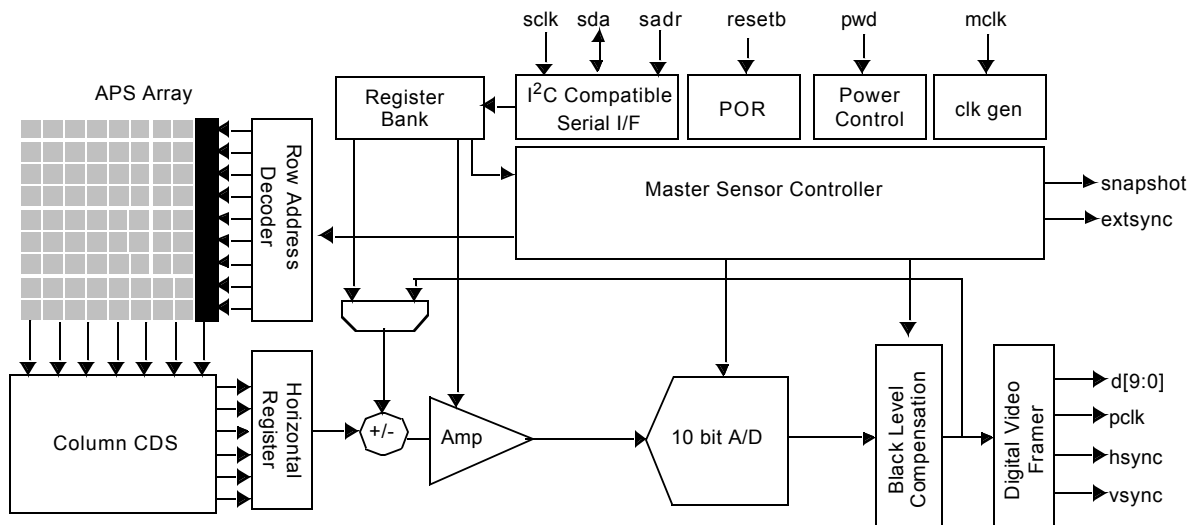 sclk sda sadr resetb pwd mclk
APS Array
Register
Bank
I²C Compatible
Serial I/F
POR
Power
Control
clk gen
Row Address
Decoder
Master Sensor Controller
snapshot
extsync
Column CDS
Horizontal
Register
+/-
Amp
10 bit A/D
Black Level
Compensation
Digital Video
Framer
d[9:0]
pclk
hsync
vsync